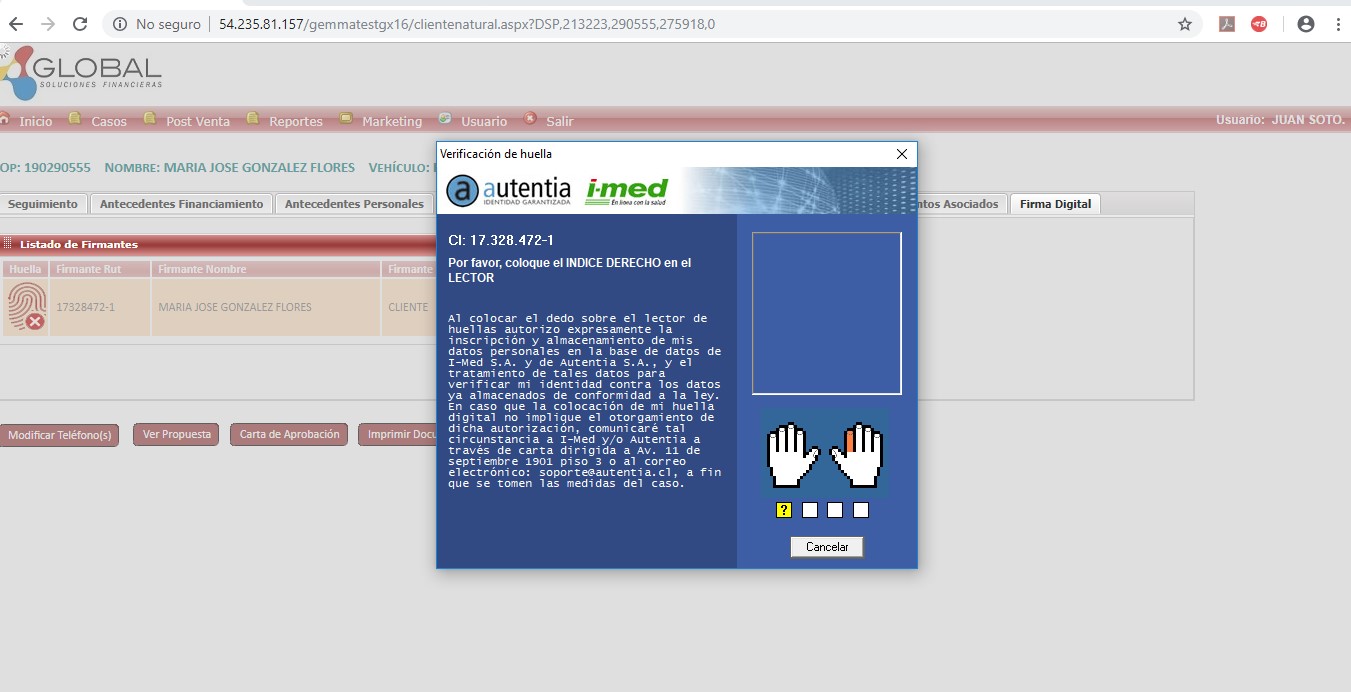 No seguro
54.235.81.157/gemmatestgx16/clientenatural.aspx?DSP,213223,290555,275918,0
GLOBAL
SOLUCIONES FINANCIERAS
Inicio Casos Post Venta Reportes Marketing Usuario Salir
Usuario: JUAN SOTO.
OP: 190290555 NOMBRE: MARIA JOSE GONZALEZ FLORES VEHÍCULO:
Seguimiento Antecedentes Financiamiento Antecedentes Personales ntos Asociados Firma Digital
Listado de Firmantes
Huella Firmante Rut Firmante Nombre Firmante
17328472-1 MARIA JOSE GONZALEZ FLORES CLIENTE
Modificar Teléfono(s) Ver Propuesta Carta de Aprobación Imprimir Docu
Verificación de huella
a autentia
IDENTIDAD GARANTIZADA
i-med
En línea con la salud
CI: 17.328.472-1
Por favor, coloque el INDICE DERECHO en el
LECTOR
Al colocar el dedo sobre el lector de
huellas autorizo expresamente la
inscripción y almacenamiento de mis
datos personales en la base de datos de
I-Med S.A. y de Autentia S.A., y el
tratamiento de tales datos para
verificar mi identidad contra los datos
ya almacenados de conformidad a la ley.
En caso que la colocación de mi huella
digital no implique el otorgamiento de
dicha autorización, comunicaré tal
circunstancia a I-Med y/o Autentia a
través de carta dirigida a Av. 11 de
septiembre 1901 piso 3 o al correo
electrónico: soporte@autentia.cl, a fin
que se tomen las medidas del caso.
?
Cancelar